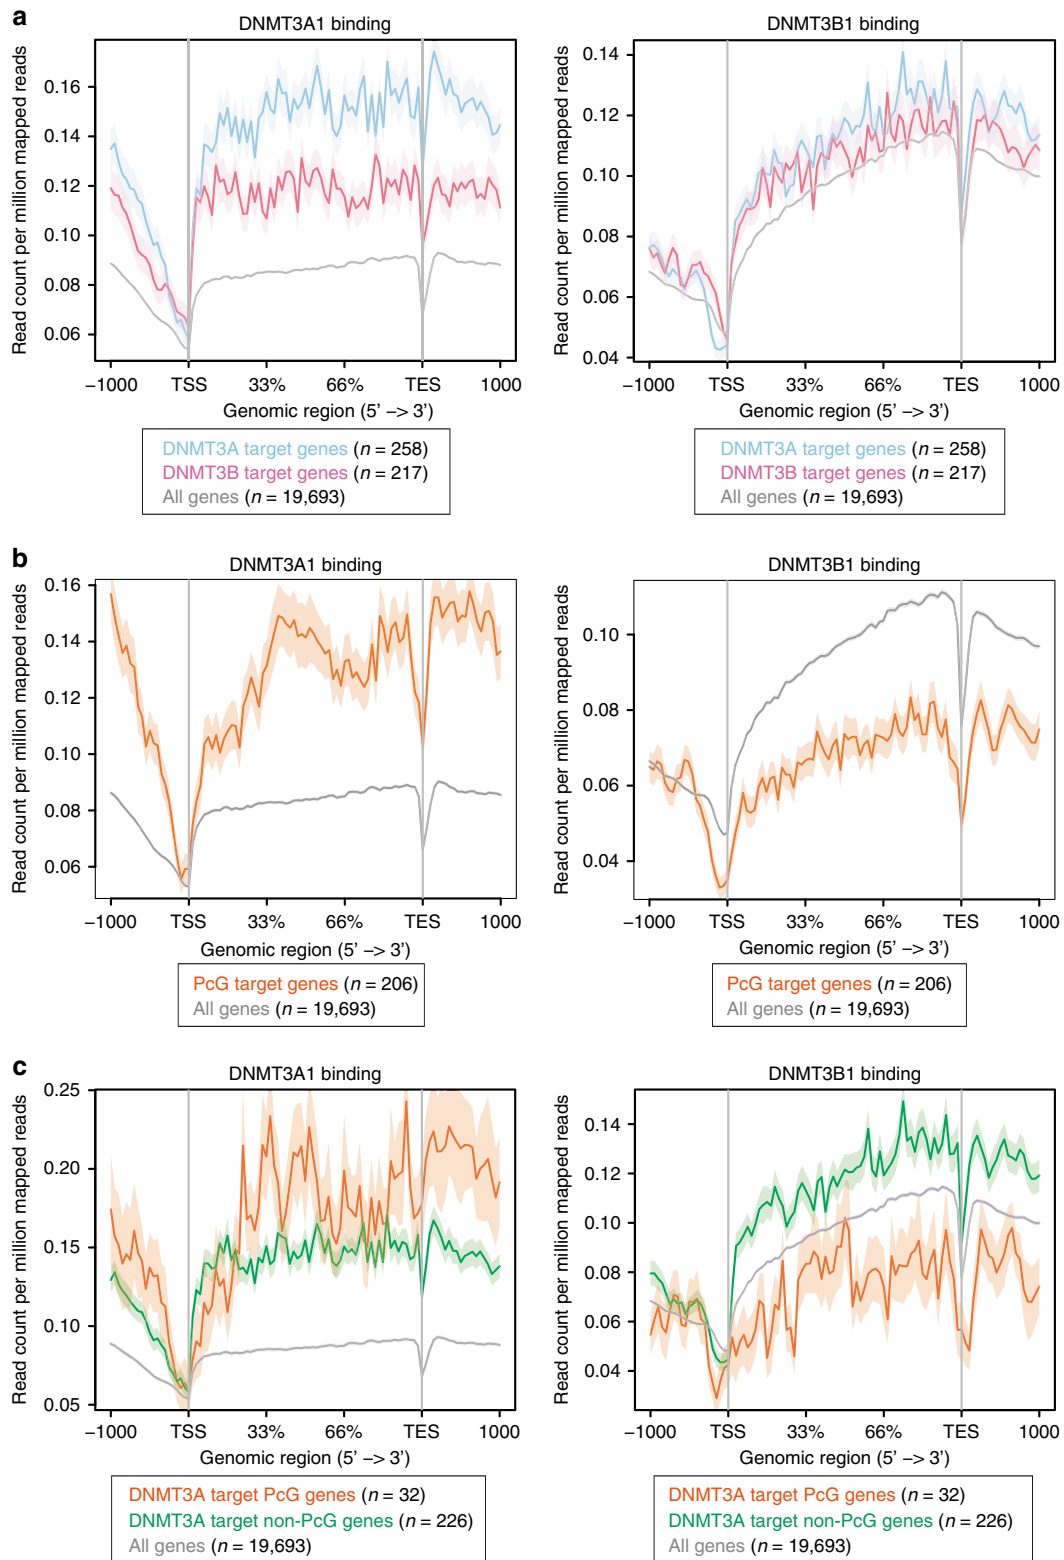 a
DNMT3A1 binding
DNMT3B1 binding
Read count per million mapped reads
0.16
0.14
0.12
0.10
0.08
0.06
−1000 TSS 33% 66% TES 1000
Genomic region (5’ –> 3’)
DNMT3A target genes (n = 258)
DNMT3B target genes (n = 217)
All genes (n = 19,693)
Read count per million mapped reads
0.14
0.12
0.10
0.08
0.06
0.04
−1000 TSS 33% 66% TES 1000
Genomic region (5’ –> 3’)
DNMT3A target genes (n = 258)
DNMT3B target genes (n = 217)
All genes (n = 19,693)
b
DNMT3A1 binding
DNMT3B1 binding
Read count per million mapped reads
0.16
0.14
0.12
0.10
0.08
0.06
−1000 TSS 33% 66% TES 1000
Genomic region (5’ –> 3’)
PcG target genes (n = 206)
All genes (n = 19,693)
Read count per million mapped reads
0.10
0.08
0.06
0.04
−1000 TSS 33% 66% TES 1000
Genomic region (5’ –> 3’)
PcG target genes (n = 206)
All genes (n = 19,693)
c
DNMT3A1 binding
DNMT3B1 binding
Read count per million mapped reads
0.25
0.20
0.15
0.10
0.05
−1000 TSS 33% 66% TES 1000
Genomic region (5’ –> 3’)
DNMT3A target PcG genes (n = 32)
DNMT3A target non-PcG genes (n = 226)
All genes (n = 19,693)
Read count per million mapped reads
0.14
0.12
0.10
0.08
0.06
0.04
−1000 TSS 33% 66% TES 1000
Genomic region (5’ –> 3’)
DNMT3A target PcG genes (n = 32)
DNMT3A target non-PcG genes (n = 226)
All genes (n = 19,693)